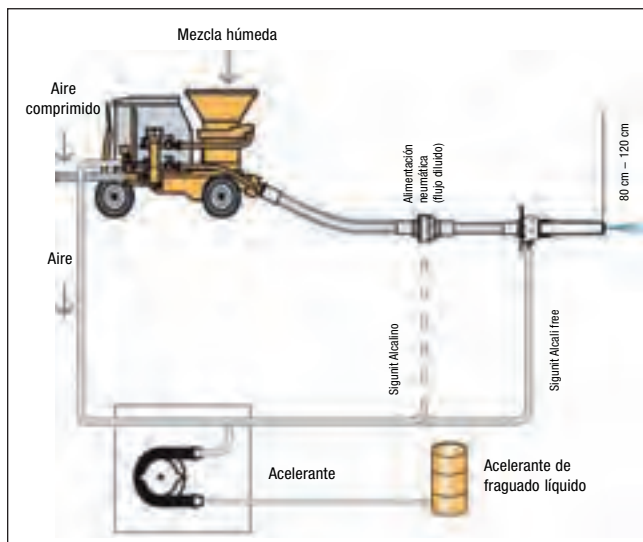 Mezcla húmeda
Aire
comprimido
Alimentación
neumática
(flujo diluido)
80 cm – 120 cm
Aire
Sigunit Alcalino
Sigunit Alcali free
Acelerante
Acelerante de
fraguado líquido